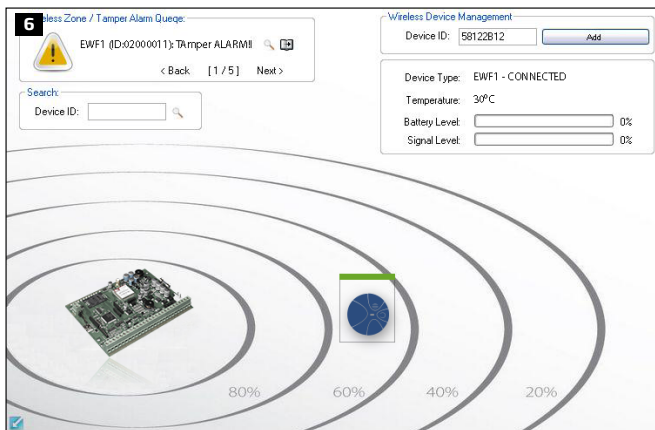 6
eless Zone / Tamper Alarm Queqe:
EWF1 (ID:02000011): TAmper ALARM!!
< Back [ 1 / 5 ] Next >
Search:
Device ID:
Wireless Device Management
Device ID: 58122B12 Add
Device Type: EWF1 - CONNECTED
Temperature: 30°C
Battery Level: 0%
Signal Level: 0%
80% 60% 40% 20%